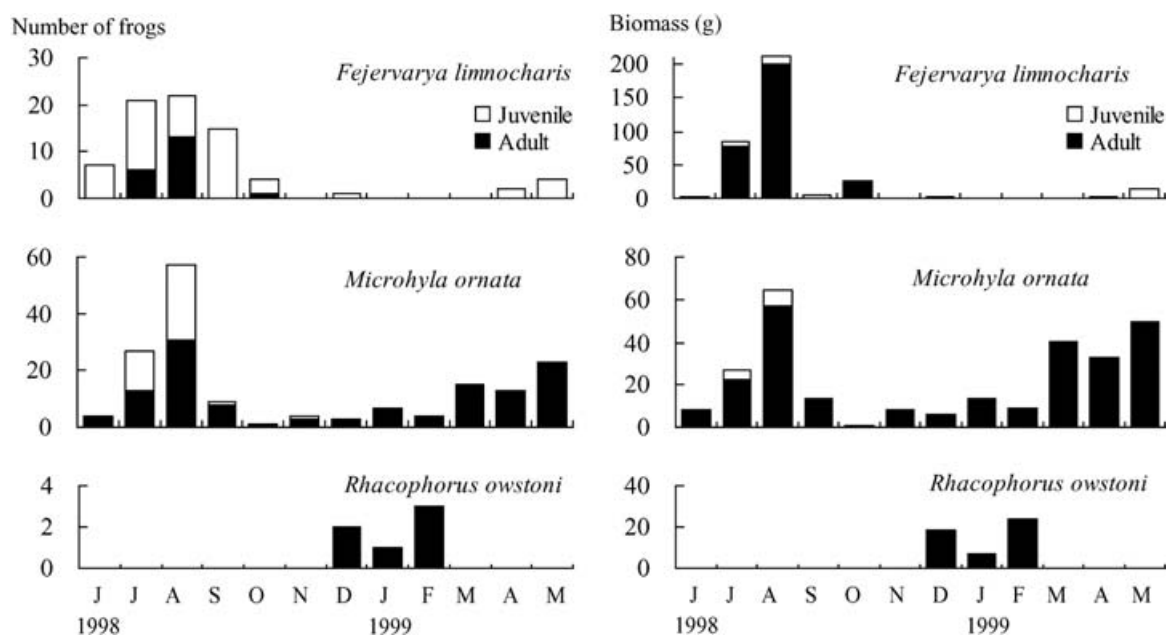 Number of frogs
30
20
10
0
Fejervarya limnocharis
Juvenile
Adult
60
40
20
0
Microhyla ornata
4
2
0
Rhacophorus owstoni
J J A S O N D J F M A M
1998 1999
Biomass (g)
200
150
100
50
0
Fejervarya limnocharis
Juvenile
Adult
80
60
40
20
0
Microhyla ornata
40
20
0
Rhacophorus owstoni
J J A S O N D J F M A M
1998 1999